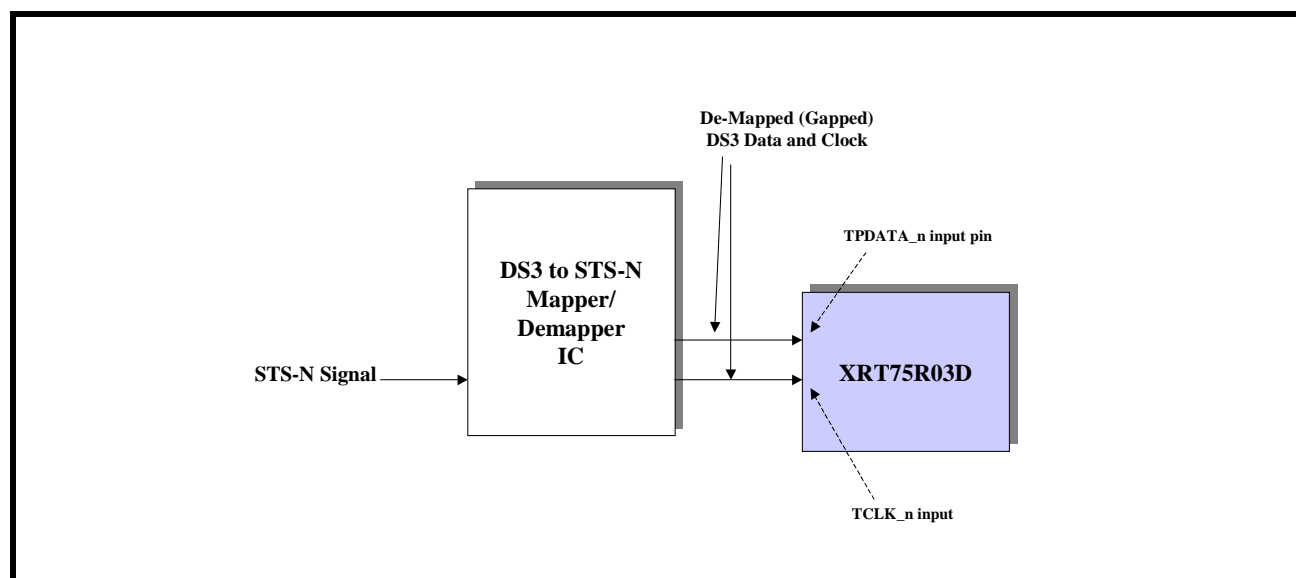 De-Mapped (Gapped)
DS3 Data and Clock
TPDATA_n input pin
DS3 to STS-N
Mapper/
Demapper
IC
STS-N Signal
XRT75R03D
TCLK_n input